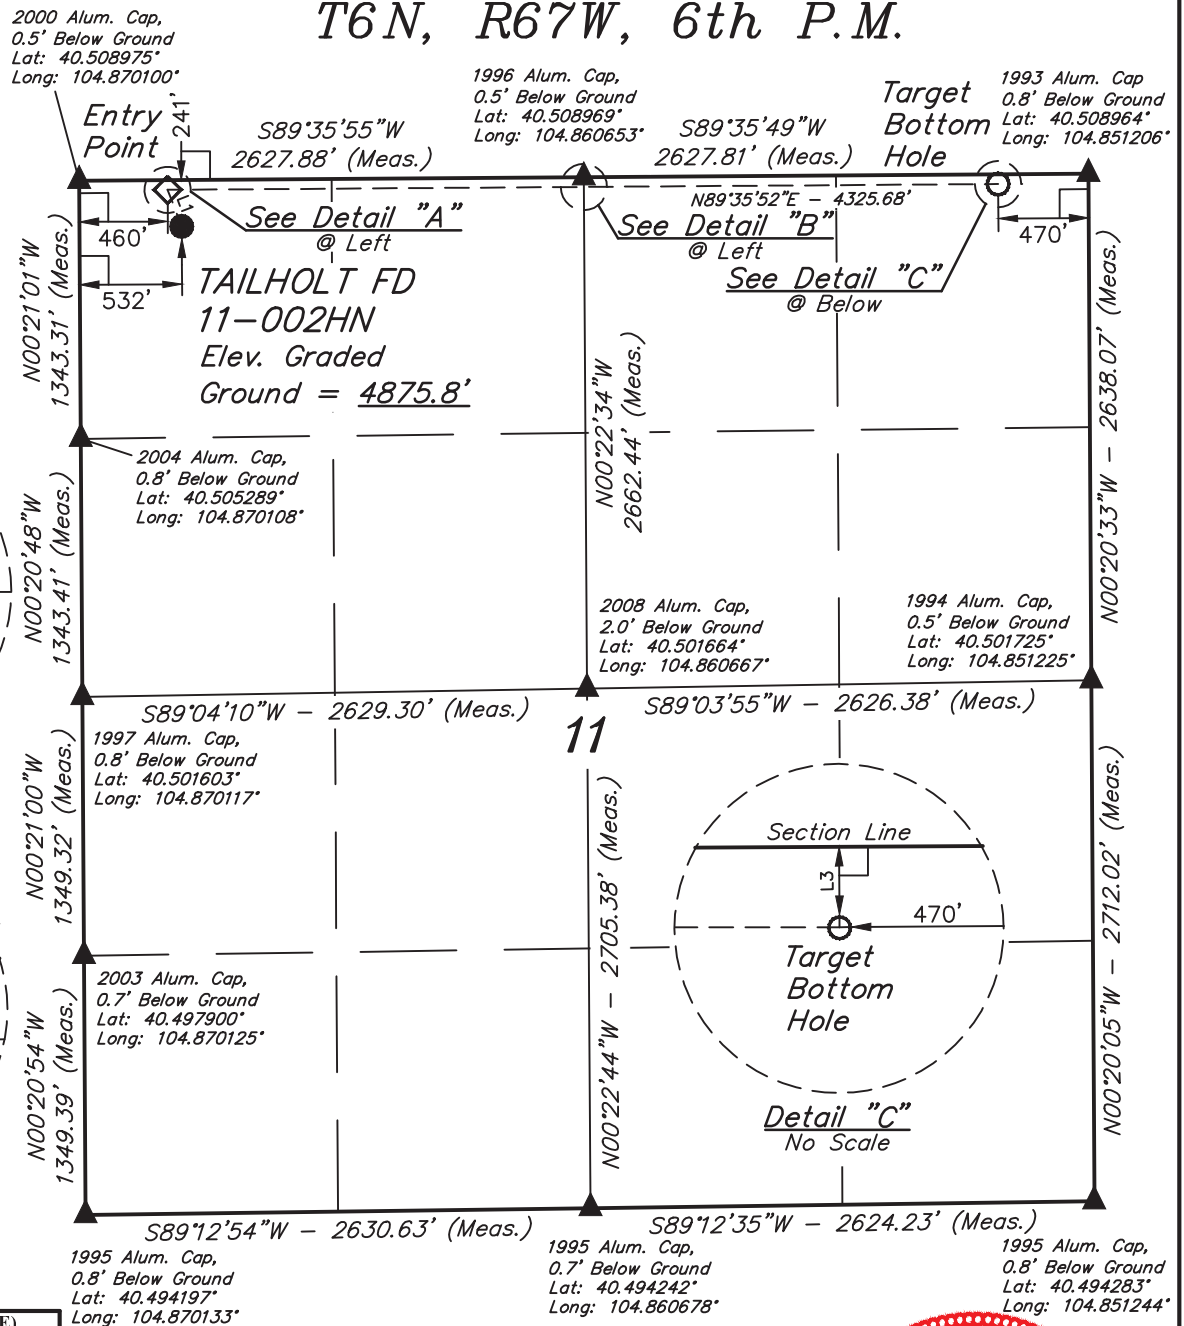 T6N, R67W, 6th P.M.
2000 Alum. Cap,
0.5' Below Ground
Lat: 40.508975°
Long: 104.870100°
1996 Alum. Cap,
0.5' Below Ground
Lat: 40.508969°
Long: 104.860653°
1993 Alum. Cap
0.8' Below Ground
Lat: 40.508964°
Long: 104.851206°
Entry
Point
241'
S89°35'55"W
2627.88' (Meas.)
S89°35'49"W
2627.81' (Meas.)
Target
Bottom
Hole
N89°35'52"E - 4325.68'
L1
460'
532'
470'
See Detail "A"
@ Left
See Detail "B"
@ Left
See Detail "C"
@ Below
TAILHOLT FD
11-002HN
Elev. Graded
Ground = 4875.8'
N00°21'01"W
1343.31' (Meas.)
N00°22'34"W
2662.44' (Meas.)
N00°20'33"W - 2638.07' (Meas.)
2004 Alum. Cap,
0.8' Below Ground
Lat: 40.505289°
Long: 104.870108°
N00°20'48"W
1343.41' (Meas.)
2008 Alum. Cap,
2.0' Below Ground
Lat: 40.501664°
Long: 104.860667°
1994 Alum. Cap,
0.5' Below Ground
Lat: 40.501725°
Long: 104.851225°
S89°04'10"W - 2629.30' (Meas.)
S89°03'55"W - 2626.38' (Meas.)
11
1997 Alum. Cap,
0.8' Below Ground
Lat: 40.501603°
Long: 104.870117°
N00°21'00"W
1349.32' (Meas.)
N00°22'44"W - 2705.38' (Meas.)
N00°20'05"W - 2712.02' (Meas.)
Section Line
L3
470'
Target
Bottom
Hole
Detail "C"
No Scale
2003 Alum. Cap,
0.7' Below Ground
Lat: 40.497900°
Long: 104.870125°
N00°20'54"W
1349.39' (Meas.)
S89°12'54"W - 2630.63' (Meas.)
S89°12'35"W - 2624.23' (Meas.)
1995 Alum. Cap,
0.8' Below Ground
Lat: 40.494197°
Long: 104.870133°
1995 Alum. Cap,
0.7' Below Ground
Lat: 40.494242°
Long: 104.860678°
1995 Alum. Cap,
0.8' Below Ground
Lat: 40.494283°
Long: 104.851244°